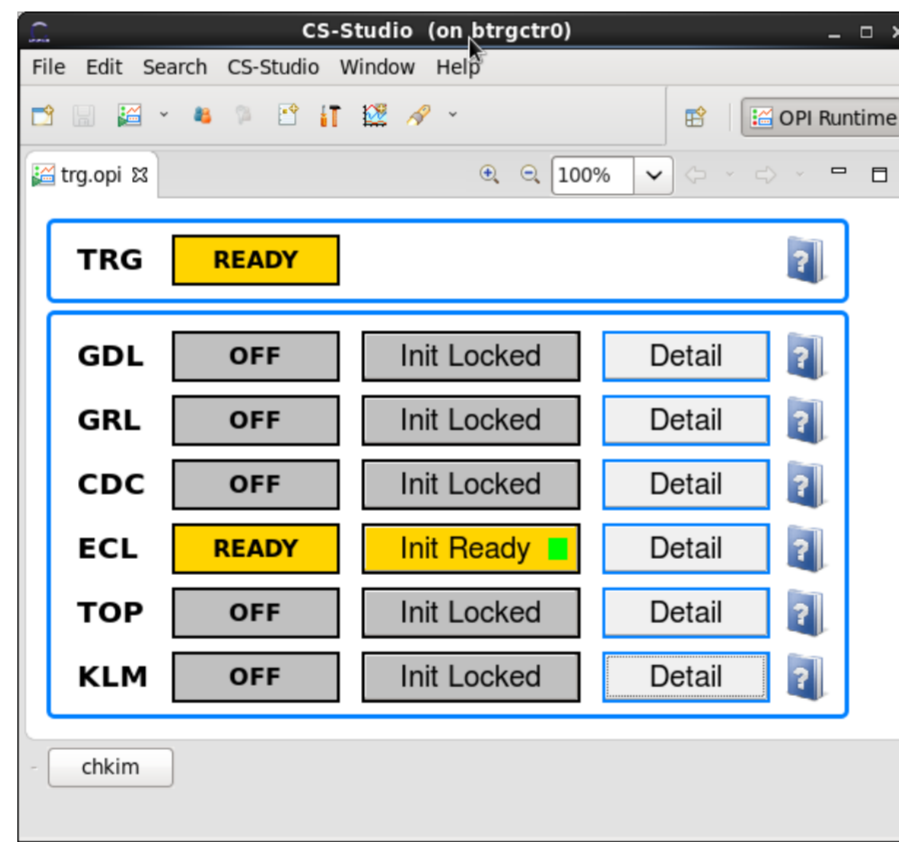 CS-Studio (on btrgctr0)
File Edit Search CS-Studio Window Help
OPI Runtime
trg.opi 100%
TRG READY ?
GDL OFF Init Locked Detail ?
GRL OFF Init Locked Detail ?
CDC OFF Init Locked Detail ?
ECL READY Init Ready Detail ?
TOP OFF Init Locked Detail ?
KLM OFF Init Locked Detail ?
chkim